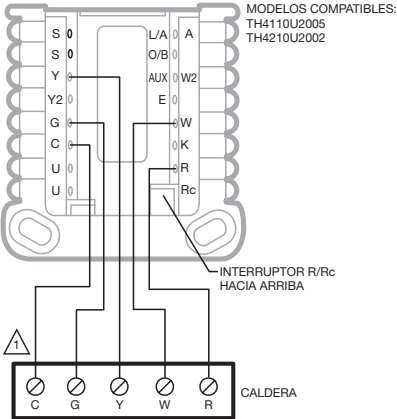 MODELOS COMPATIBLES:
TH4110U2005
TH4210U2002
S L/A A
S O/B
Y AUX W2
Y2 E
G W
C K
U R
U Rc
INTERRUPTOR R/Rc
HACIA ARRIBA
1
C G Y W R
CALDERA